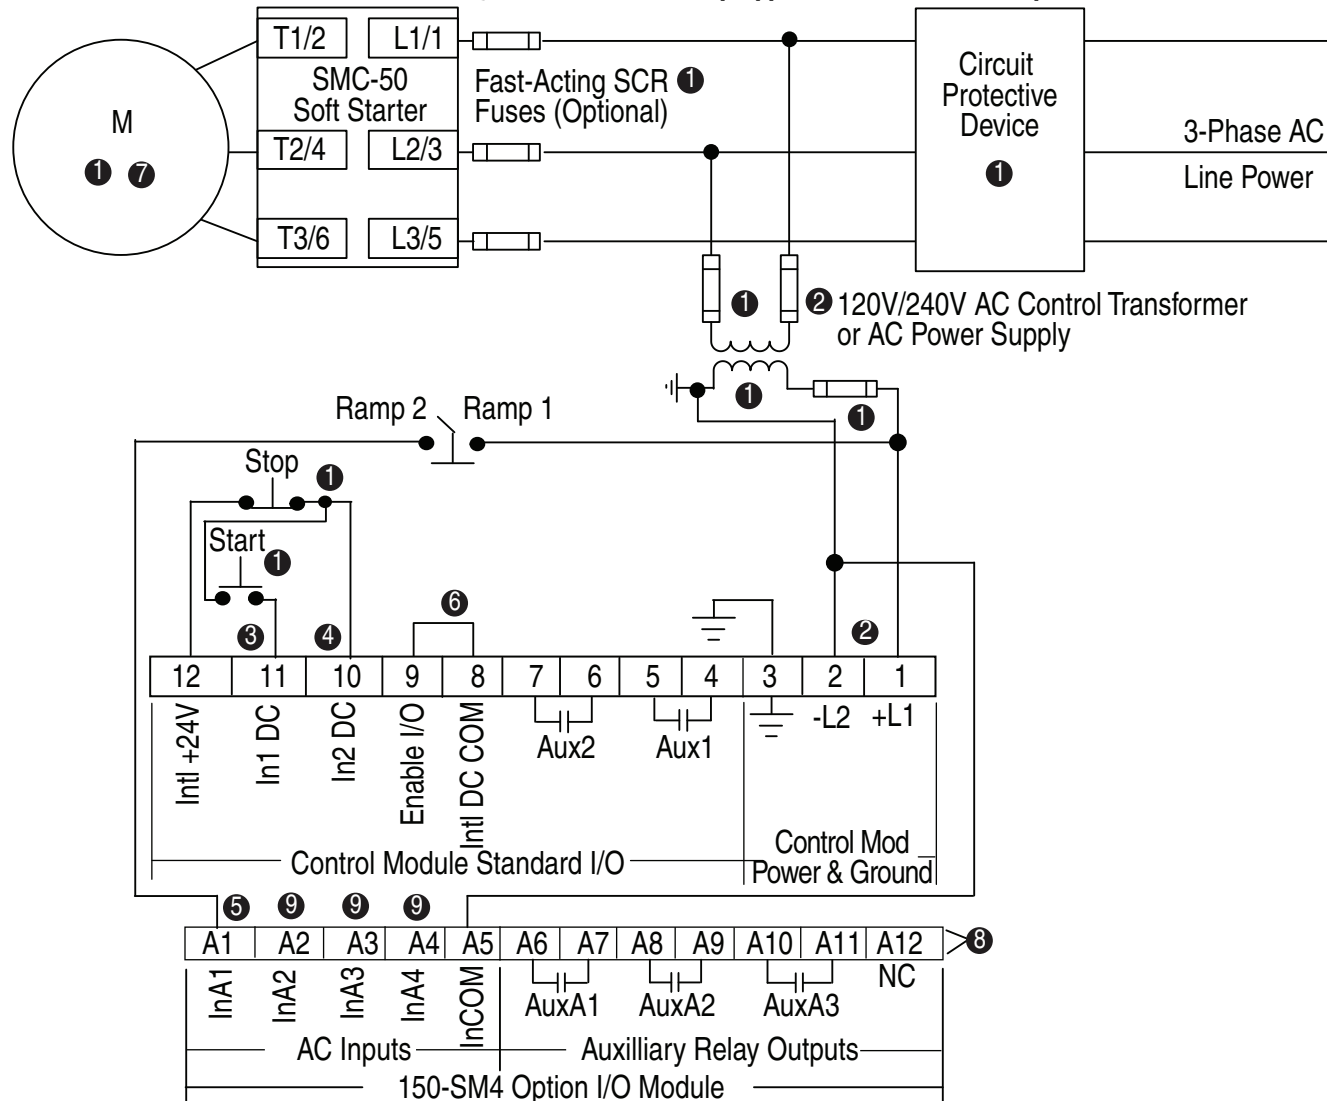 T1/2 L1/1
SMC-50
Soft Starter
Fast-Acting SCR ❶
Fuses (Optional)
Circuit
Protective
Device
❶
M
❶ ❼
T2/4 L2/3
3-Phase AC
Line Power
T3/6 L3/5
❶ ❷ 120V/240V AC Control Transformer
or AC Power Supply
❶
❶
Ramp 2 Ramp 1
Stop ❶
Start ❶
❸ ❹ ❻ ❷
12 11 10 9 8 7 6 5 4 3 2 1
Intl +24V
In1 DC
In2 DC
Enable I/O
Intl DC COM
Aux2
Aux1
-L2 +L1
Control Module Standard I/O
Control Mod
Power & Ground
❺ ❾ ❾ ❾
A1 A2 A3 A4 A5 A6 A7 A8 A9 A10 A11 A12 ❽
InA1
InA2
InA3
InA4
InCOM
AuxA1
AuxA2
AuxA3
NC
AC Inputs
Auxilliary Relay Outputs
150-SM4 Option I/O Module